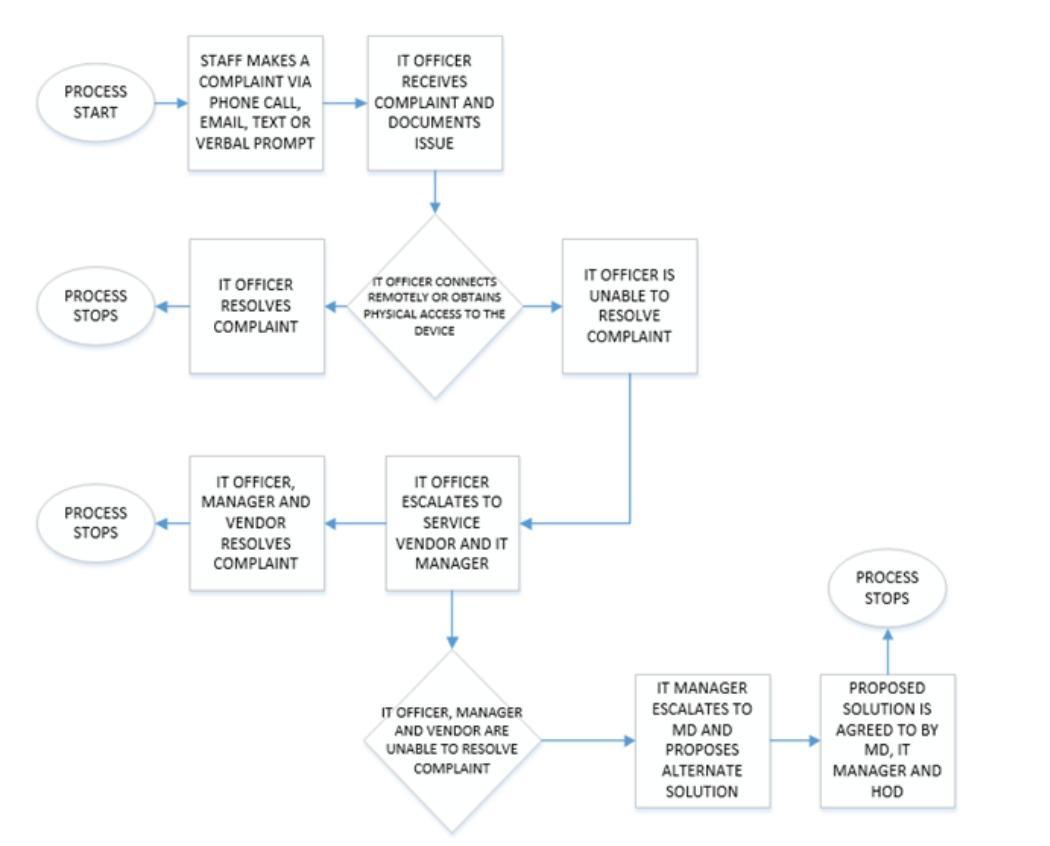 PROCESS
START
STAFF MAKES A
COMPLAINT VIA
PHONE CALL,
EMAIL, TEXT OR
VERBAL PROMPT
IT OFFICER
RECEIVES
COMPLAINT AND
DOCUMENTS
ISSUE
PROCESS
STOPS
IT OFFICER
RESOLVES
COMPLAINT
IT OFFICER CONNECTS
REMOTELY OR OBTAINS
PHYSICAL ACCESS TO THE
DEVICE
IT OFFICER IS
UNABLE TO
RESOLVE
COMPLAINT
PROCESS
STOPS
IT OFFICER,
MANAGER AND
VENDOR
RESOLVES
COMPLAINT
IT OFFICER
ESCALATES TO
SERVICE
VENDOR AND IT
MANAGER
PROCESS
STOPS
IT OFFICER, MANAGER
AND VENDOR ARE
UNABLE TO RESOLVE
COMPLAINT
IT MANAGER
ESCALATES TO
MD AND
PROPOSES
ALTERNATE
SOLUTION
PROPOSED
SOLUTION IS
AGREED TO BY
MD, IT
MANAGER AND
HOD